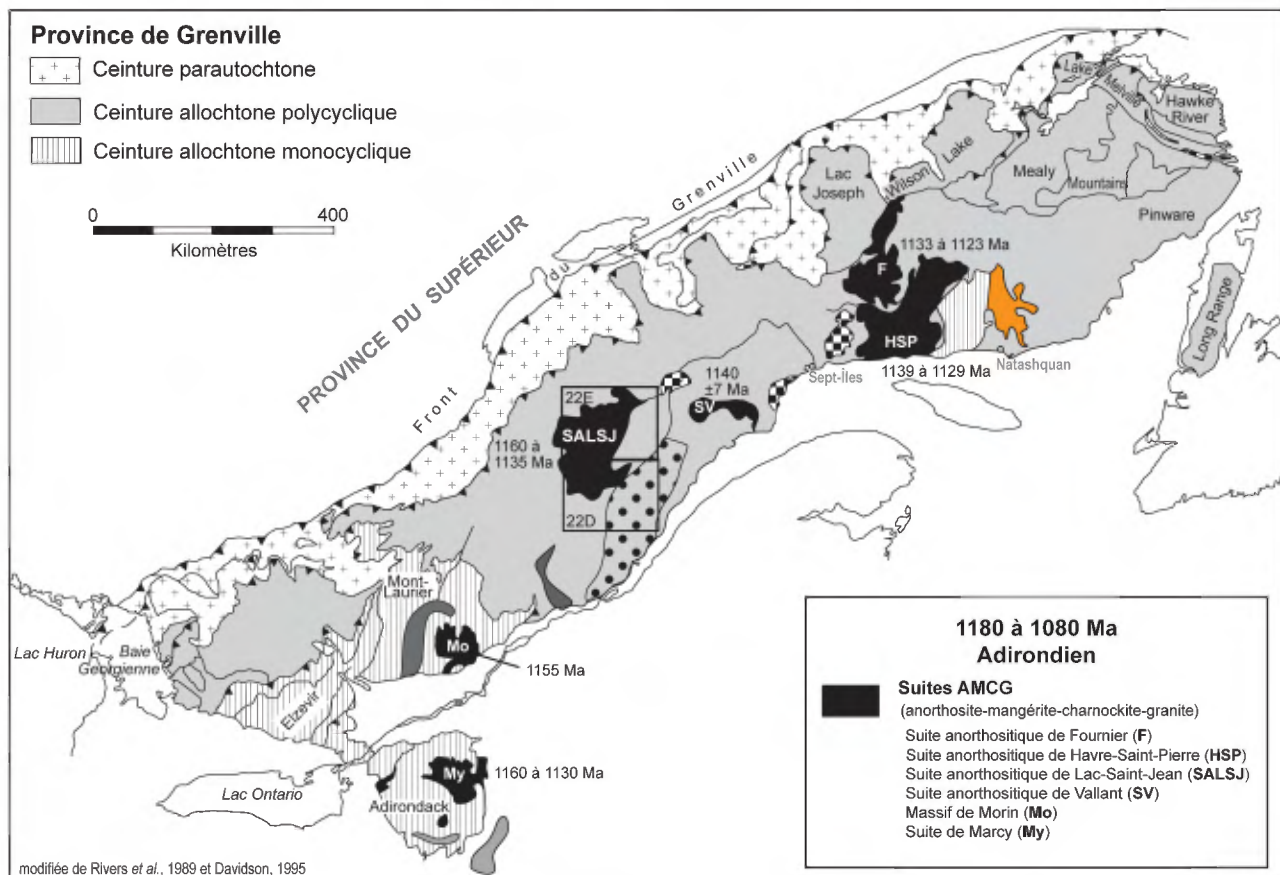 Province de Grenville
Ceinture parautochtone
Ceinture allochtone polycyclique
Ceinture allochtone monocyclique
0 400
Kilomètres
PROVINCE DU SUPÉRIEUR
Front du Grenville
Lac
Joseph
Wilson
Lake
Lake
Melville
Hawke
River
Mealy
Mountains
Pinware
Long Range
1133 à 1123 Ma
F
HSP
1139 à 1129 Ma
Natashquan
Sept-Îles
1140
±7 Ma
SV
22E
SALSJ
1160 à
1135 Ma
22D
Mont-
Laurier
Mo
1155 Ma
Lac Huron
Baie
Georgienne
Elzevir
My
1160 à 1130 Ma
Adirondack
Lac Ontario
1180 à 1080 Ma
Adirondien
Suites AMCG
(anorthosite-mangérite-charnockite-granite)
Suite anorthositique de Fournier (F)
Suite anorthositique de Havre-Saint-Pierre (HSP)
Suite anorthositique de Lac-Saint-Jean (SALSJ)
Suite anorthositique de Vallant (SV)
Massif de Morin (Mo)
Suite de Marcy (My)
modifiée de Rivers et al., 1989 et Davidson, 1995